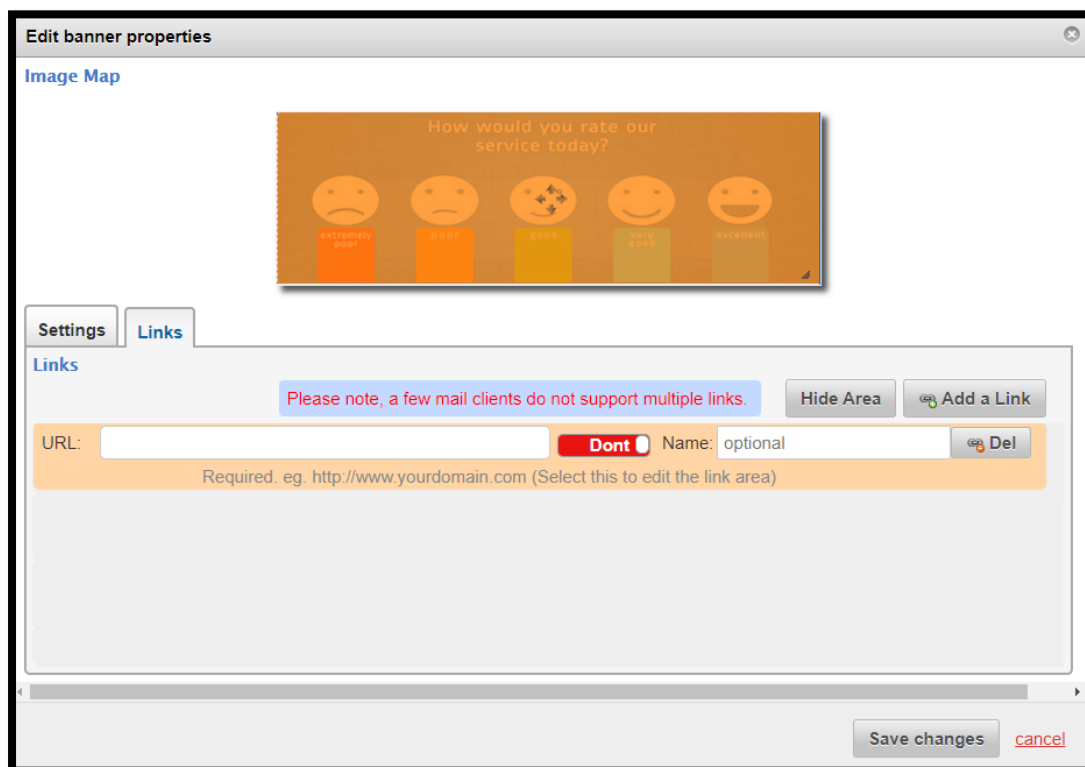 Edit banner properties
Image Map
How would you rate our
service today?
extremely
poor
poor
good
very
good
excellent
Settings
Links
Links
Please note, a few mail clients do not support multiple links.
Hide Area
Add a Link
URL:
Dont
Name:
optional
Del
Required. eg. http://www.yourdomain.com (Select this to edit the link area)
Save changes
cancel